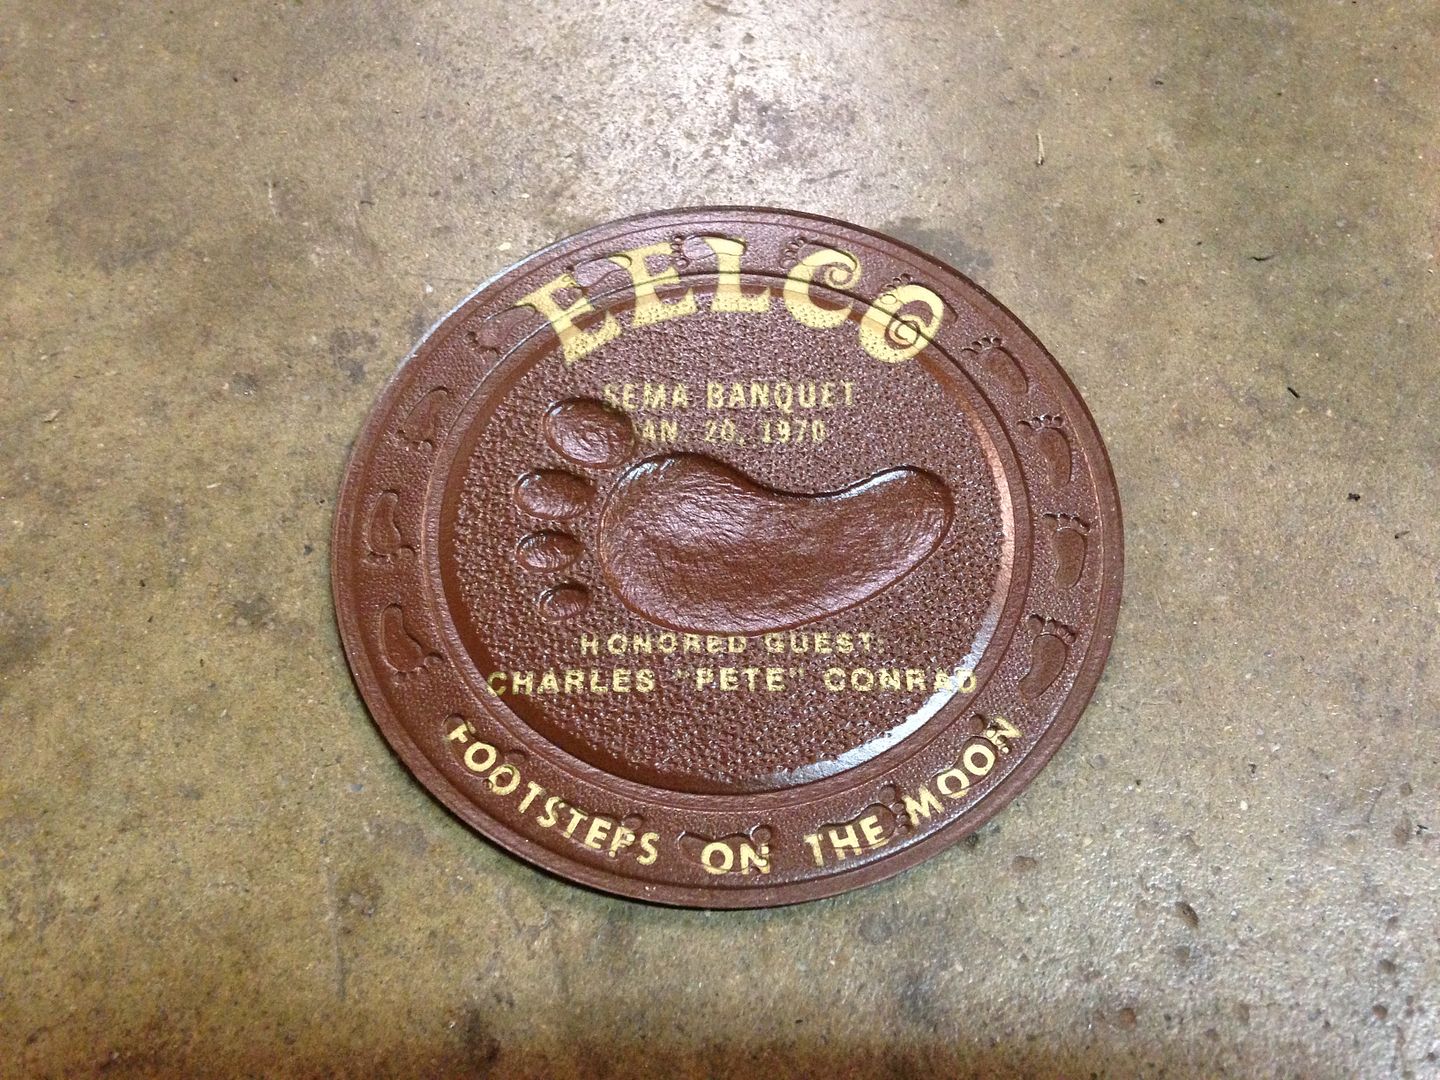 EELCO
SEMA BANQUET
JAN. 20, 1970
HONORED GUEST
CHARLES "PETE" CONRAD
FOOTSTEPS ON THE MOON